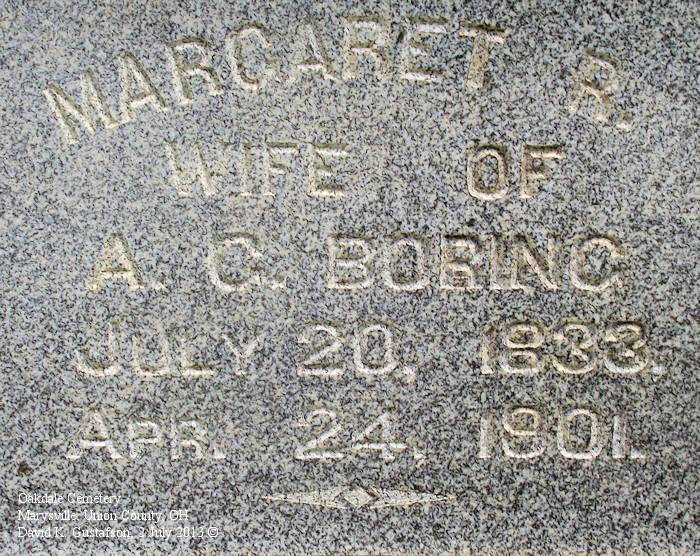 MARGARET R.
WIFE OF
A. C. BORING
JULY 20, 1833.
APR. 24, 1901.
Oakdale Cemetery
Marysville, Union County, OH
David K. Gustafson, 2 July 2013 ©